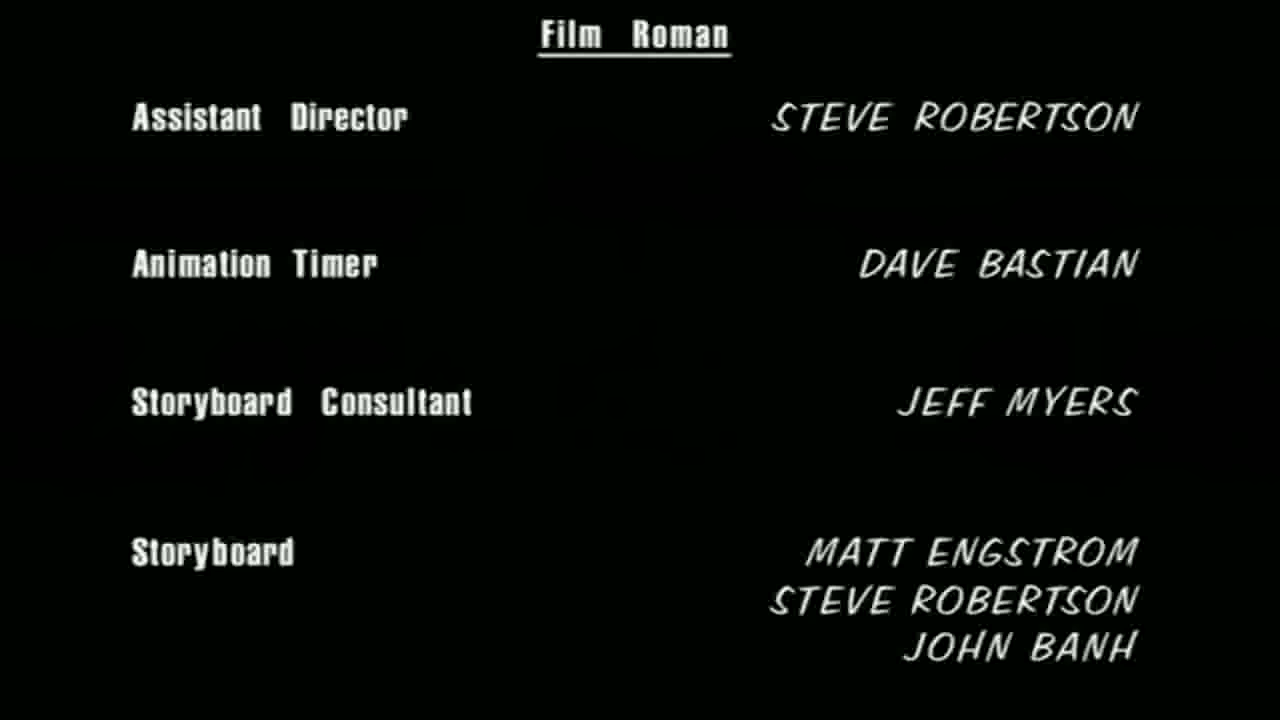 Film Roman
Assistant Director STEVE ROBERTSON
Animation Timer DAVE BASTIAN
Storyboard Consultant JEFF MYERS
Storyboard MATT ENGSTROM
STEVE ROBERTSON
JOHN BANH